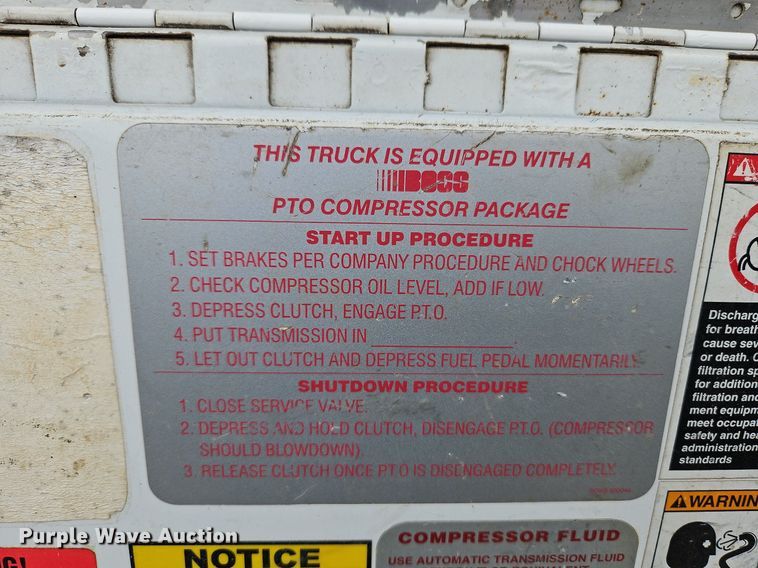 THIS TRUCK IS EQUIPPED WITH A
BOSS
PTO COMPRESSOR PACKAGE
START UP PROCEDURE
1. SET BRAKES PER COMPANY PROCEDURE AND CHOCK WHEELS.
2. CHECK COMPRESSOR OIL LEVEL, ADD IF LOW.
3. DEPRESS CLUTCH, ENGAGE P.T.O.
4. PUT TRANSMISSION IN
5. LET OUT CLUTCH AND DEPRESS FUEL PEDAL MOMENTARILY.
SHUTDOWN PROCEDURE
1. CLOSE SERVICE VALVE.
2. DEPRESS AND HOLD CLUTCH, DISENGAGE P.T.O. (COMPRESSOR
SHOULD BLOWDOWN).
3. RELEASE CLUTCH ONCE P.T.O IS DISENGAGED COMPLETELY.
Discharg
for breath
cause sev
or death. C
filtration sp
for addition
filtration and
ment equipm
meet occupat
safety and hea
administration
standards
WARNIN
NG!
NOTICE
COMPRESSOR FLUID
USE AUTOMATIC TRANSMISSION FLUID
Purple Wave Auction